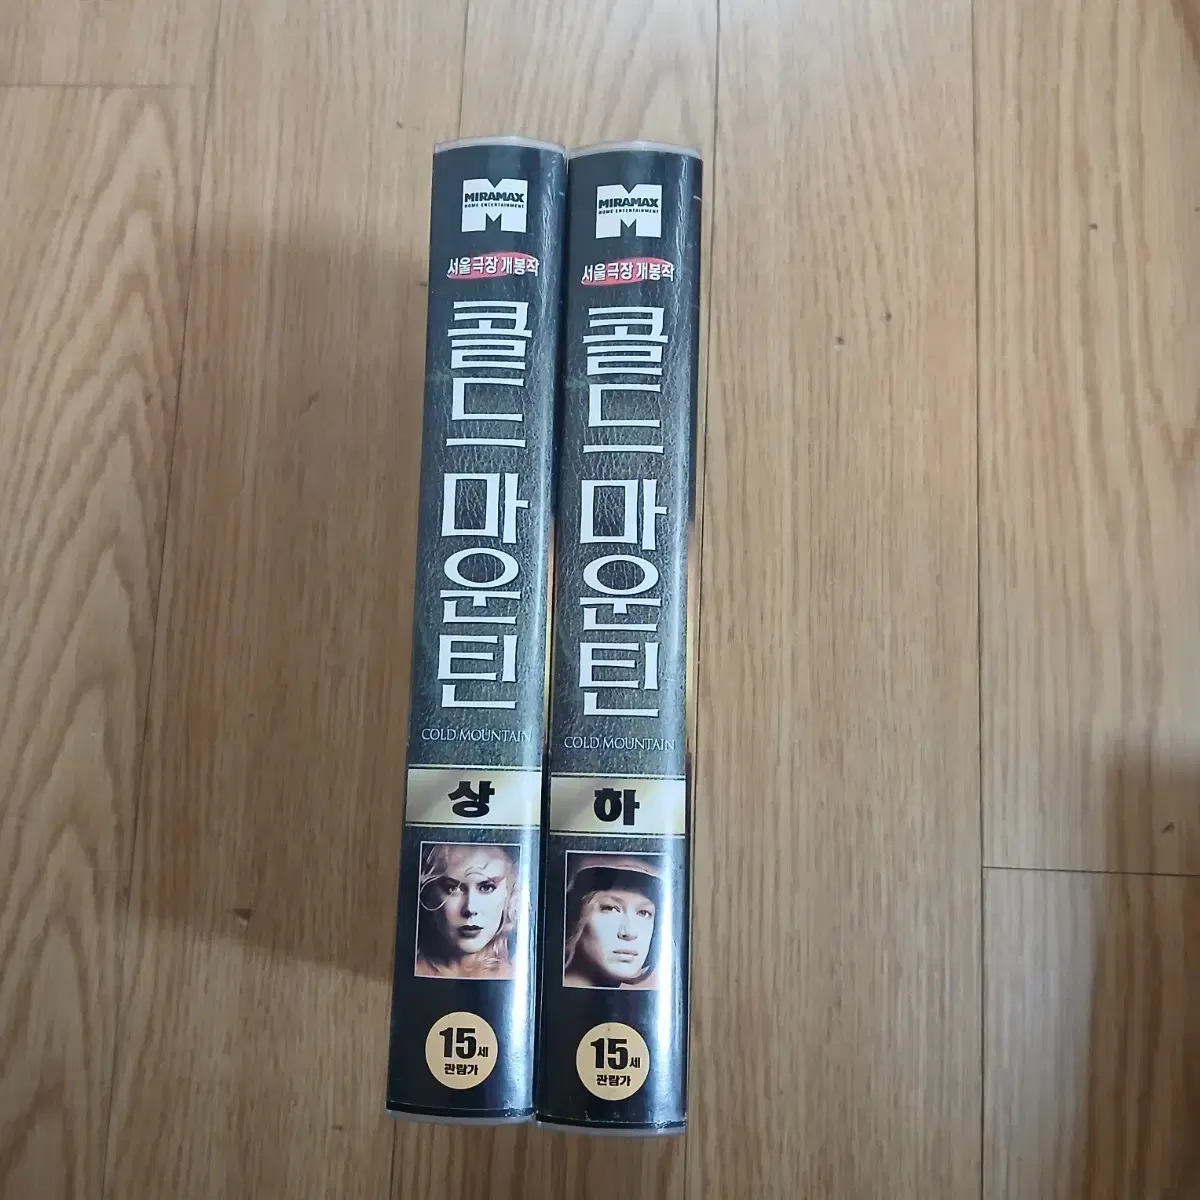 MIRAMAX
HOME ENTERTAINMENT
서울극장 개봉작
콜드 마운틴
COLD MOUNTAIN
상
15세
관람가
MIRAMAX
HOME ENTERTAINMENT
서울극장 개봉작
콜드 마운틴
COLD MOUNTAIN
하
15세
관람가